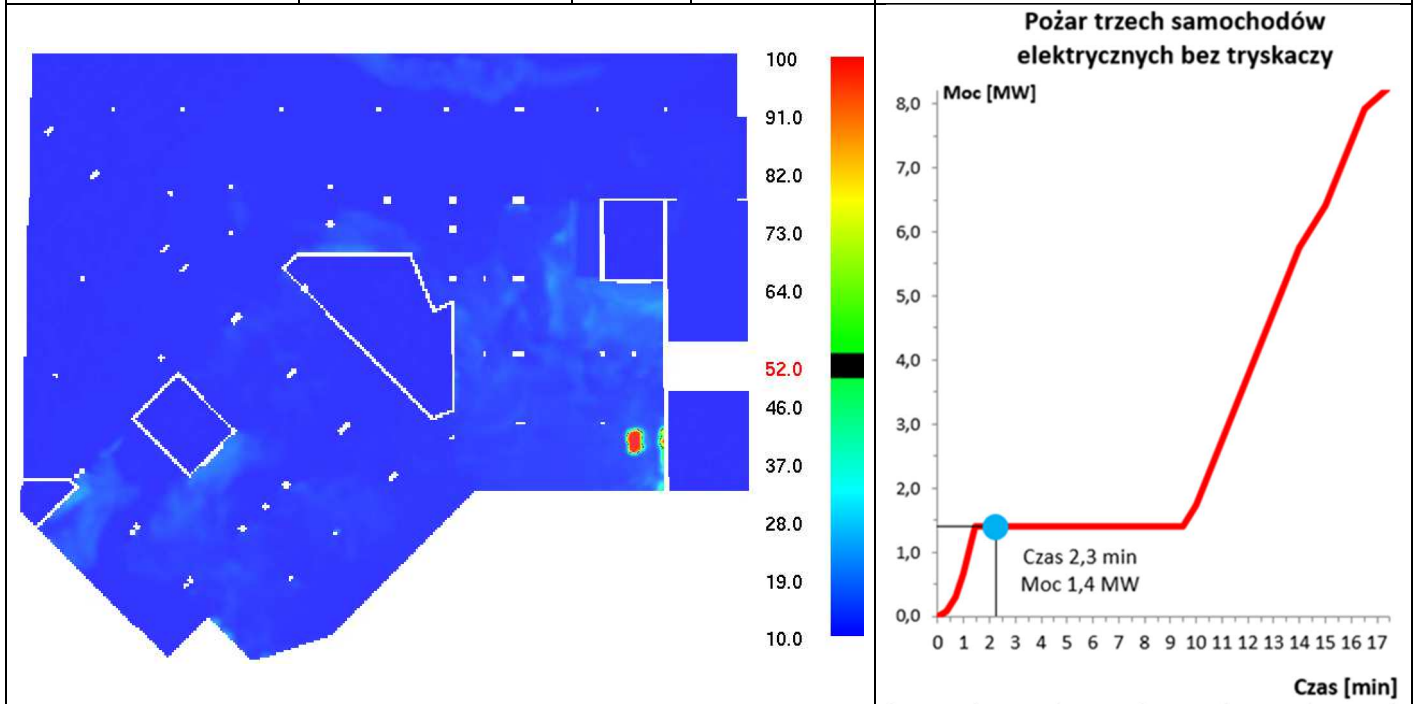 100
91.0
82.0
73.0
64.0
52.0
46.0
37.0
28.0
19.0
10.0
Pożar trzech samochodów
elektrycznych bez tryskaczy
Moc [MW]
8,0
7,0
6,0
5,0
4,0
3,0
2,0
1,0
0,0
Czas 2,3 min
Moc 1,4 MW
0 1 2 3 4 5 6 7 8 9 10 11 12 13 14 15 16 17
Czas [min]